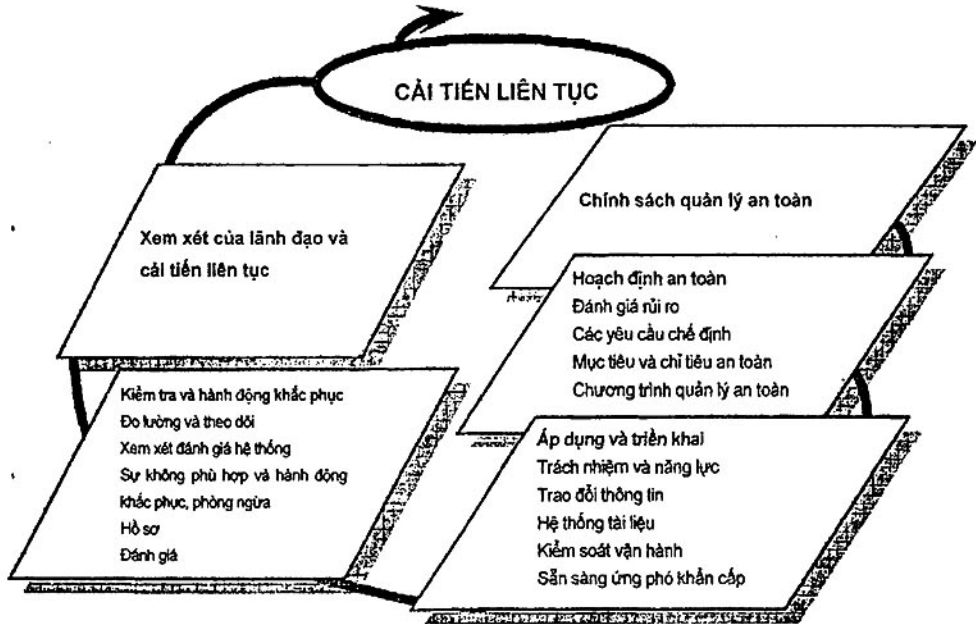 CẢI TIẾN LIÊN TỤC
Chính sách quản lý an toàn
Hoạch định an toàn
Đánh giá rủi ro
Các yêu cầu chế định
Mục tiêu và chỉ tiêu an toàn
Chương trình quản lý an toàn
Áp dụng và triển khai
Trách nhiệm và năng lực
Trao đổi thông tin
Hệ thống tài liệu
Kiểm soát vận hành
Sẵn sàng ứng phó khẩn cấp
Kiểm tra và hành động khắc phục
Đo lường và theo dõi
Xem xét đánh giá hệ thống
Sự không phù hợp và hành động
khắc phục, phòng ngừa
Hồ sơ
Đánh giá
Xem xét của lãnh đạo và
cải tiến liên tục